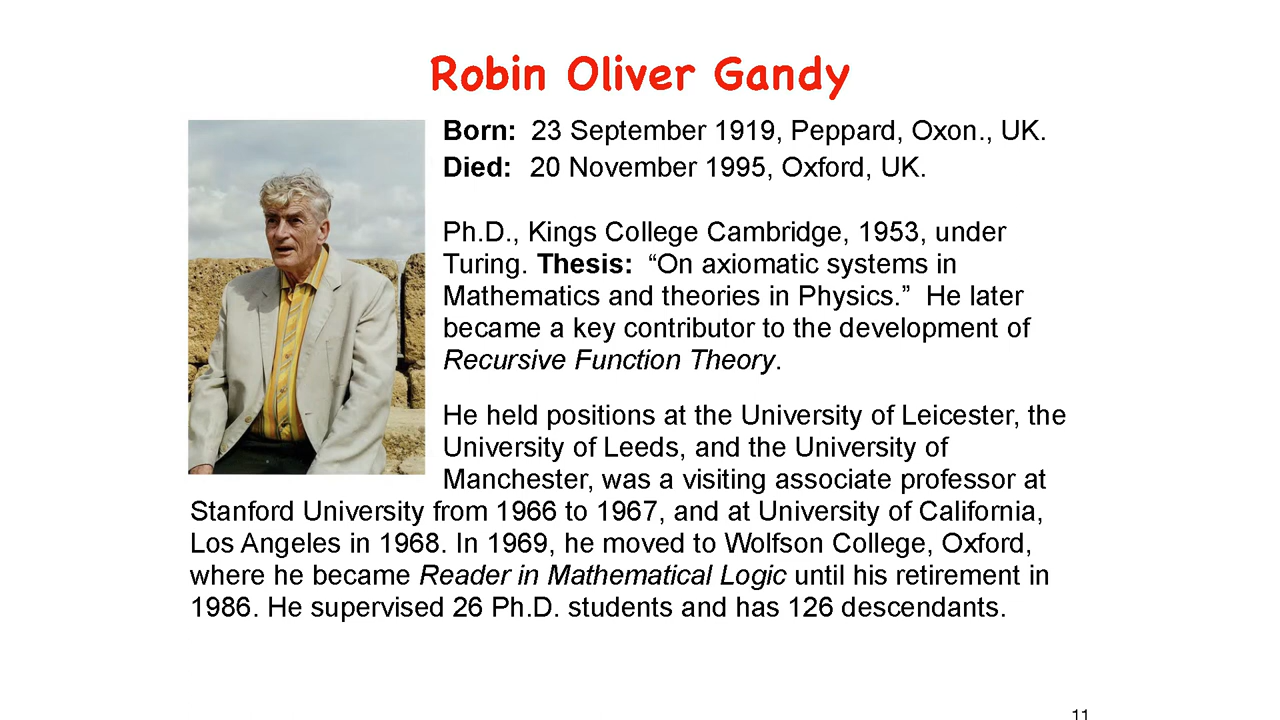 Robin Oliver Gandy
Born: 23 September 1919, Peppard, Oxon., UK.
Died: 20 November 1995, Oxford, UK.
Ph.D., Kings College Cambridge, 1953, under
Turing. Thesis: “On axiomatic systems in
Mathematics and theories in Physics.” He later
became a key contributor to the development of
Recursive Function Theory.
He held positions at the University of Leicester, the
University of Leeds, and the University of
Manchester, was a visiting associate professor at
Stanford University from 1966 to 1967, and at University of California,
Los Angeles in 1968. In 1969, he moved to Wolfson College, Oxford,
where he became Reader in Mathematical Logic until his retirement in
1986. He supervised 26 Ph.D. students and has 126 descendants.
11